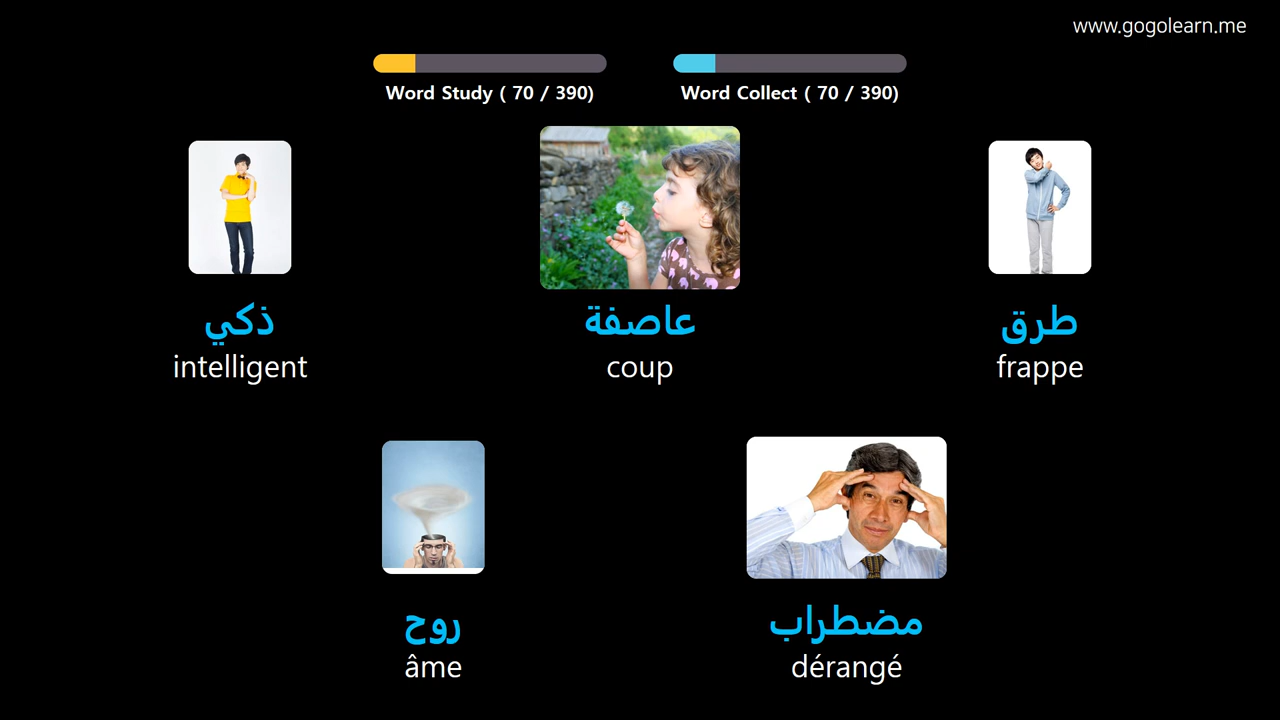 www.gogolearn.me
Word Study ( 70 / 390)
Word Collect ( 70 / 390)
ذكي
intelligent
عاصفة
coup
طرق
frappe
روح
âme
مضطراب
dérangé